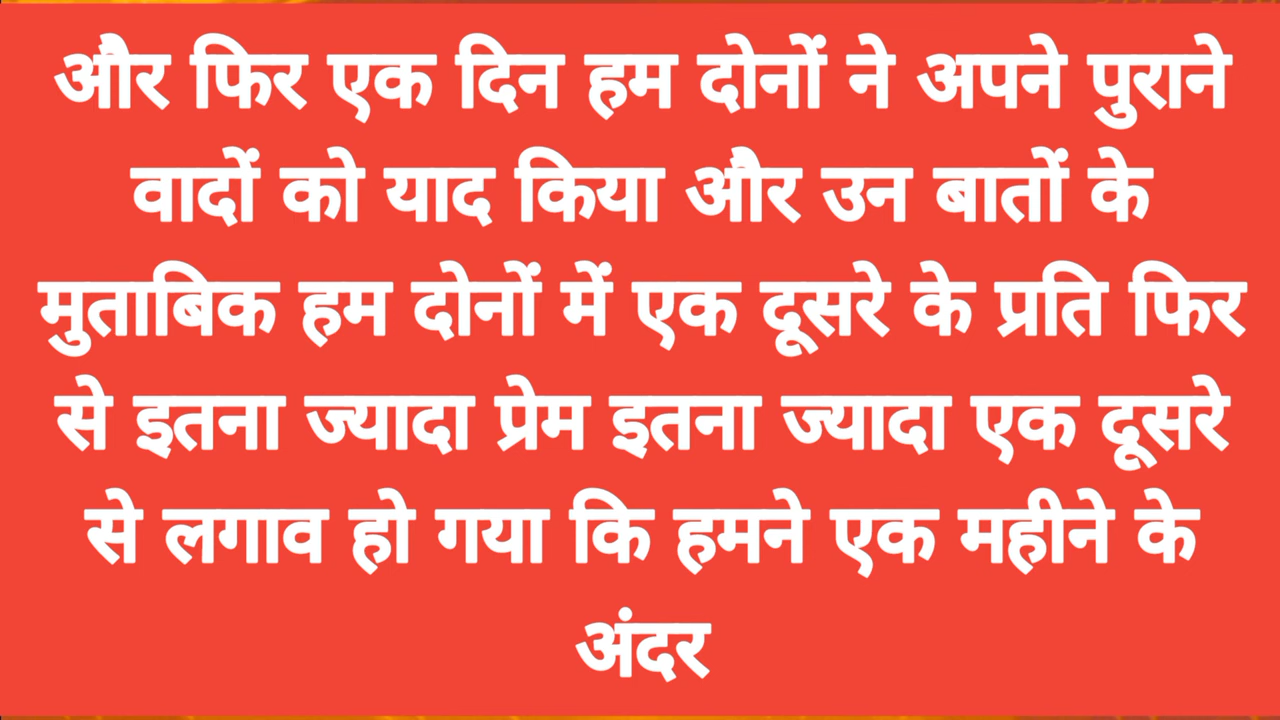 और फिर एक दिन हम दोनों ने अपने पुराने
वादों को याद किया और उन बातों के
मुताबिक हम दोनों में एक दूसरे के प्रति फिर
से इतना ज्यादा प्रेम इतना ज्यादा एक दूसरे
से लगाव हो गया कि हमने एक महीने के
अंदर